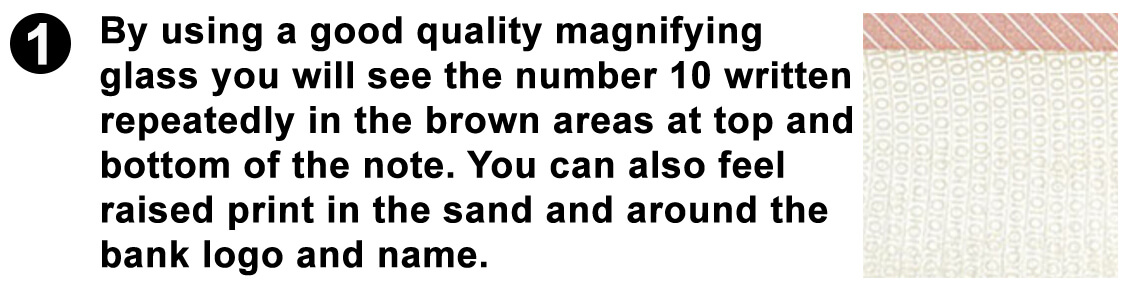 1
By using a good quality magnifying
glass you will see the number 10 written
repeatedly in the brown areas at top and
bottom of the note. You can also feel
raised print in the sand and around the
bank logo and name.